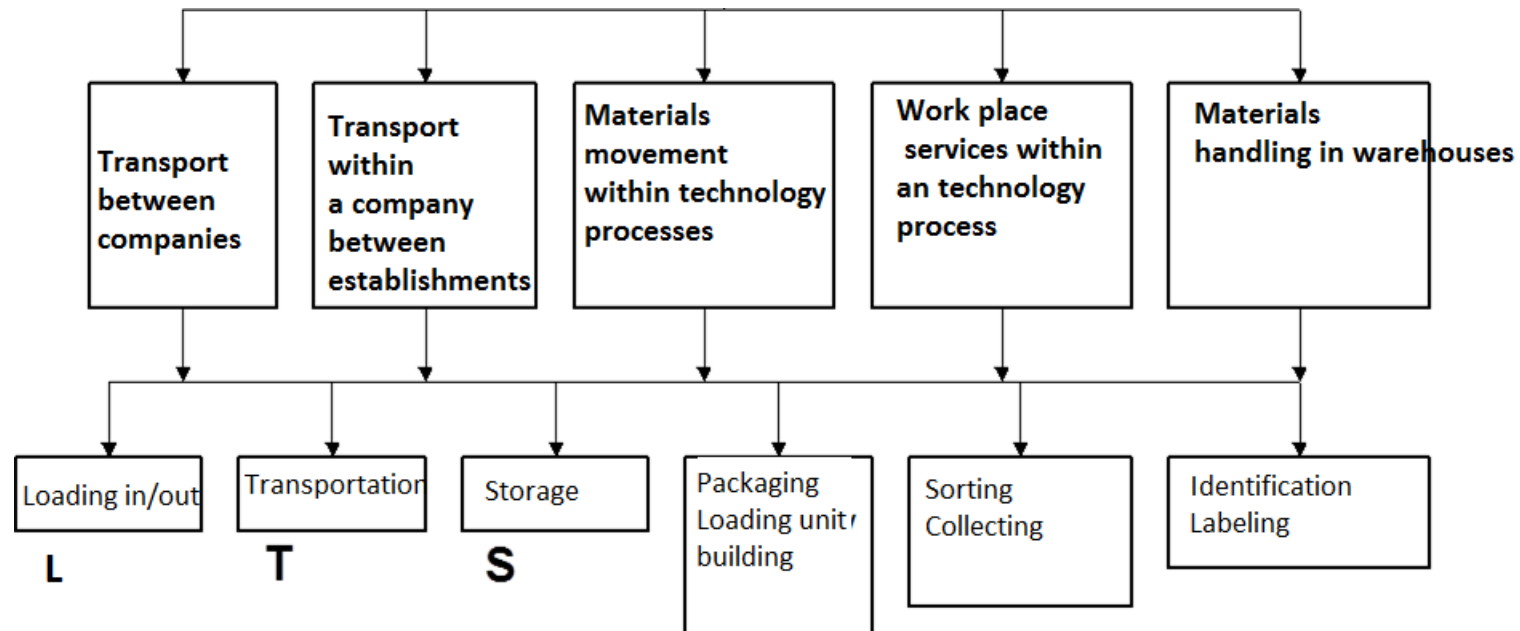 Transport
between
companies
Transport
within
a company
between
establishments
Materials
movement
within technology
processes
Work place
services within
an technology
process
Materials
handling in warehouses
Loading in/out
L
Transportation
T
Storage
S
Packaging
Loading unit/
building
Sorting
Collecting
Identification
Labeling